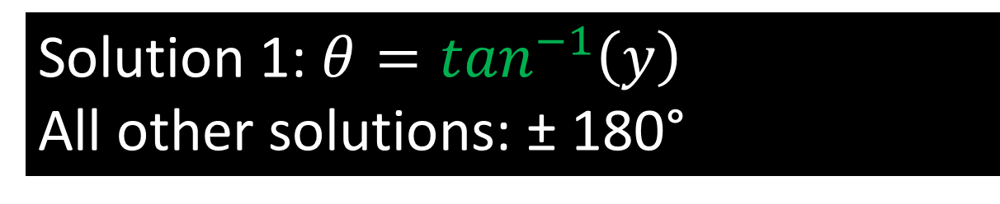 Solution 1: θ = tan⁻¹(y)
All other solutions: ± 180°